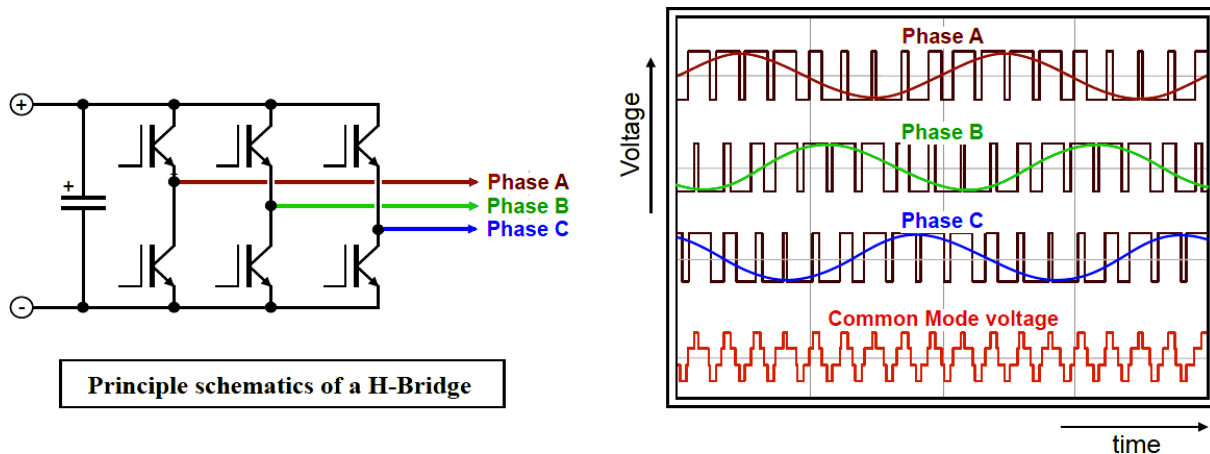 +
+
-
Phase A
Phase B
Phase C
Principle schematics of a H-Bridge
Voltage
Phase A
Phase B
Phase C
Common Mode voltage
time